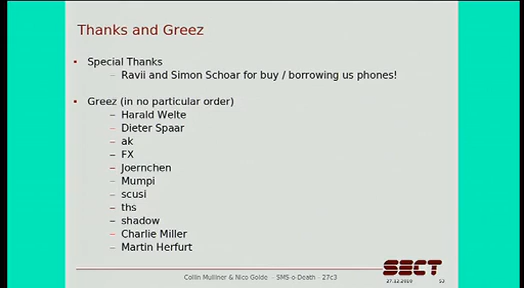 Thanks and Greez
Special Thanks
Ravii and Simon Schoar for buy / borrowing us phones!
Greez (in no particular order)
Harald Welte
Dieter Spaar
ak
FX
Joernchen
Mumpi
scusi
ths
shadow
Charlie Miller
Martin Herfurt
SECT
Collin Mulliner & Nico Golde - SMS-o-Death - 27c3
27.12.2010
53